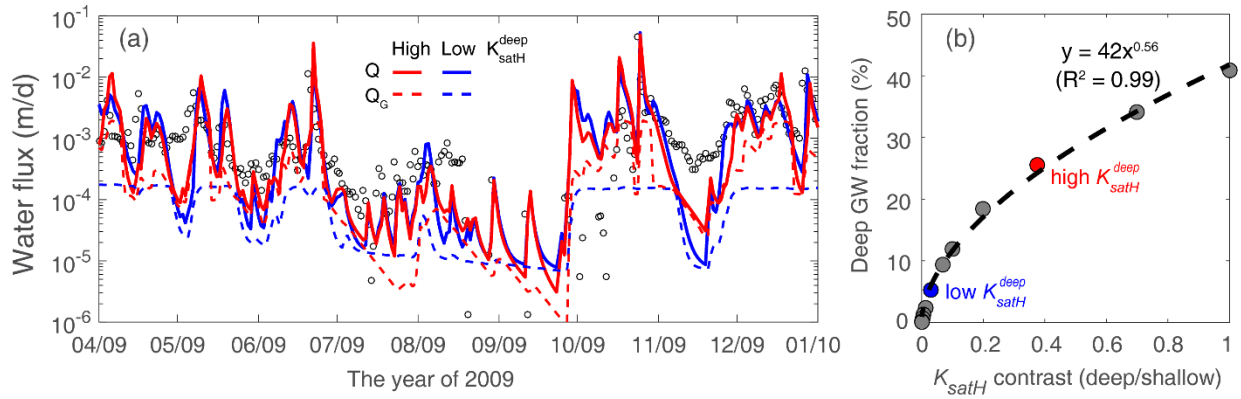 (a)
High Low K_satH^deep
Q
Q_G
Water flux (m/d)
10^-1
10^-2
10^-3
10^-4
10^-5
10^-6
04/09 05/09 06/09 07/09 08/09 09/09 10/09 11/09 12/09 01/10
The year of 2009
(b)
y = 42x^0.56
(R^2 = 0.99)
high K_satH^deep
low K_satH^deep
Deep GW fraction (%)
50
40
30
20
10
0
0 0.2 0.4 0.6 0.8 1
K_satH contrast (deep/shallow)